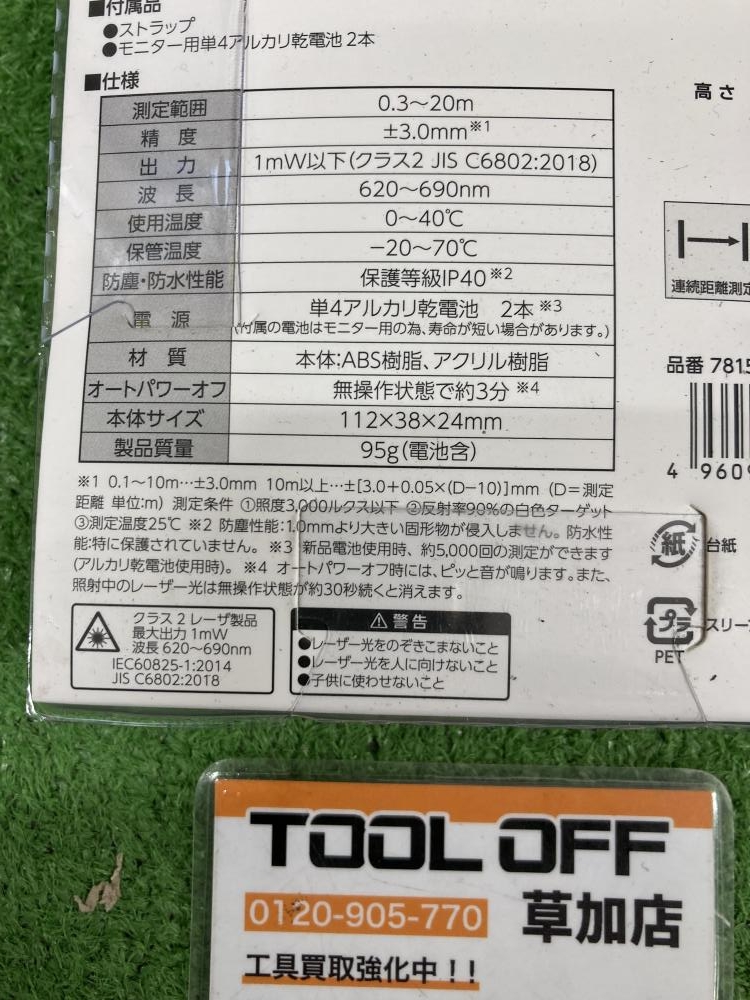 ■付属品
●ストラップ
●モニター用単4アルカリ乾電池 2本
■仕様
測定範囲 0.3〜20m
精 度 ±3.0mm※1
出 力 1mW以下(クラス2 JIS C6802:2018)
波 長 620〜690nm
使用温度 0〜40℃
保管温度 −20〜70℃
防塵・防水性能 保護等級IP40※2
電 源 単4アルカリ乾電池 2本※3
(付属の電池はモニター用の為、寿命が短い場合があります。)
材 質 本体:ABS樹脂、アクリル樹脂
オートパワーオフ 無操作状態で約3分※4
本体サイズ 112×38×24mm
製品質量 95g(電池含)
※1 0.1〜10m…±3.0mm 10m以上…±[3.0+0.05×(D−10)]mm (D=測定
距離 単位:m) 測定条件 ①照度3,000ルクス以下 ②反射率90%の白色ターゲット
③測定温度25℃ ※2 防塵性能:1.0mmより大きい固形物が侵入しません。防水性
能:特に保護されていません。 ※3 新品電池使用時、約5,000回の測定ができます
(アルカリ乾電池使用時)。 ※4 オートパワーオフ時には、ピッと音が鳴ります。また、
照射中のレーザー光は無操作状態が約30秒続くと消えます。
クラス2 レーザ製品
最大出力 1mW
波長 620〜690nm
IEC60825-1:2014
JIS C6802:2018
警告
●レーザー光をのぞきこまないこと
●レーザー光を人に向けないこと
●子供に使わせないこと
高さ
連続距離測定
品番 7815
4 9609
紙 台紙
プラ スリー
PET
TOOL OFF
0120-905-770 草加店
工具買取強化中!!